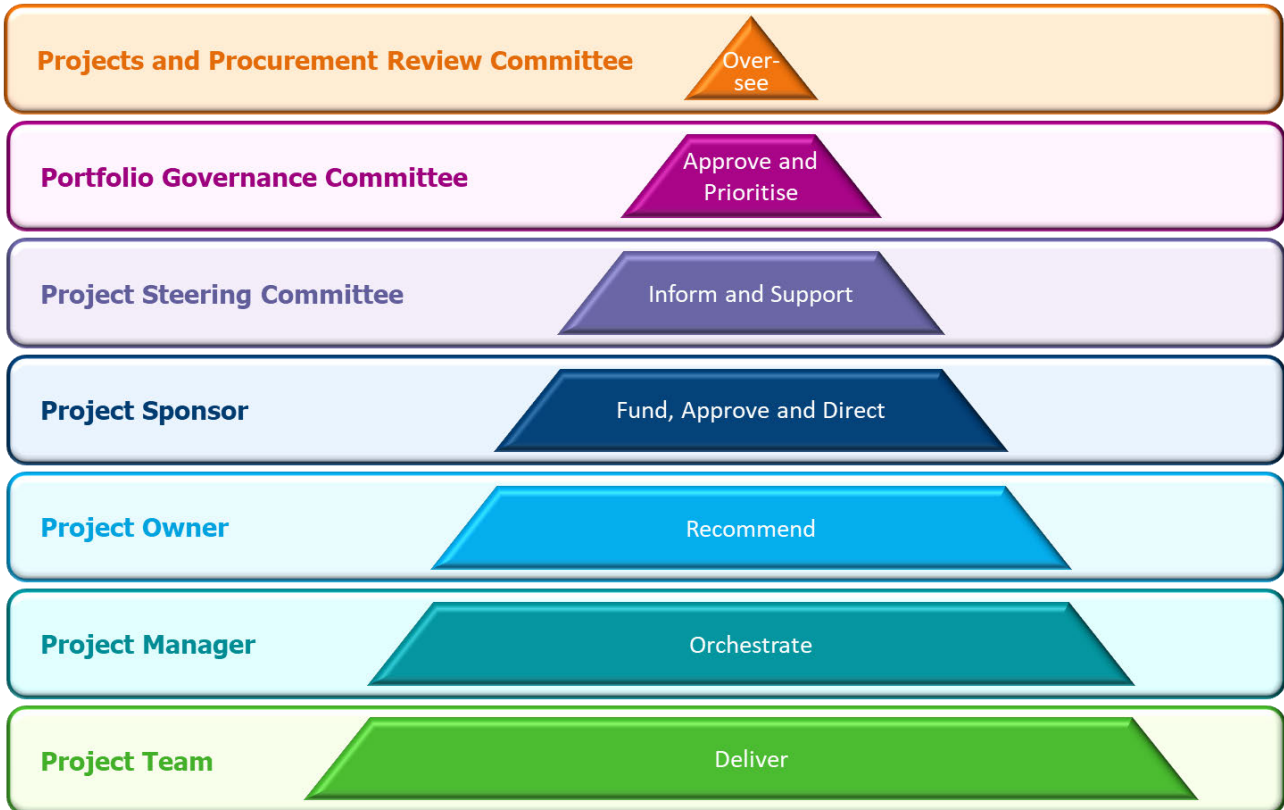 Projects and Procurement Review Committee
Over-
see
Portfolio Governance Committee
Approve and
Prioritise
Project Steering Committee
Inform and Support
Project Sponsor
Fund, Approve and Direct
Project Owner
Recommend
Project Manager
Orchestrate
Project Team
Deliver